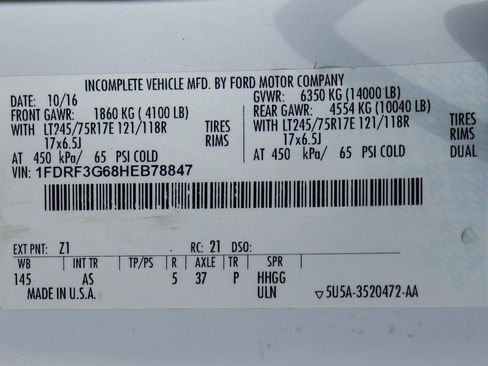 INCOMPLETE VEHICLE MFD. BY FORD MOTOR COMPANY
DATE: 10/16 GVWR: 6350 KG (14000 LB)
FRONT GAWR: 1860 KG ( 4100 LB) REAR GAWR: 4554 KG (10040 LB)
WITH LT245/75R17E 121/118R TIRES WITH LT245/75R17E 121/118R TIRES
17x6.5J RIMS 17x6.5J RIMS
AT 450 kPa/ 65 PSI COLD AT 450 kPa/ 65 PSI COLD DUAL
VIN: 1FDRF3G68HEB78847
EXT PNT: Z1 RC: 21 DSO:
WB INT TR TP/PS R AXLE TR SPR
145 AS 5 37 P HHGG
MADE IN U.S.A. ULN ▽5U5A-3520472-AA